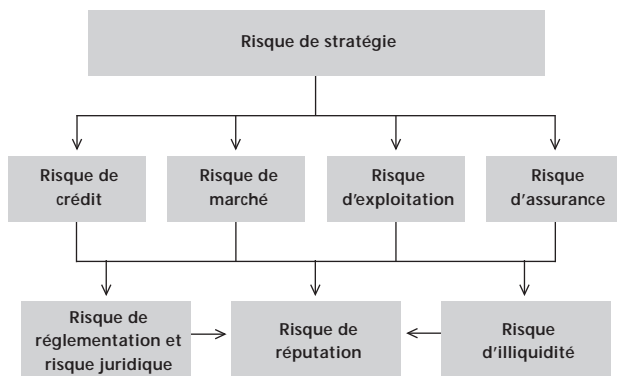 Risque de stratégie
Risque de
crédit
Risque de
marché
Risque
d'exploitation
Risque
d'assurance
Risque de
réglementation et
risque juridique
Risque de
réputation
Risque
d'illiquidité